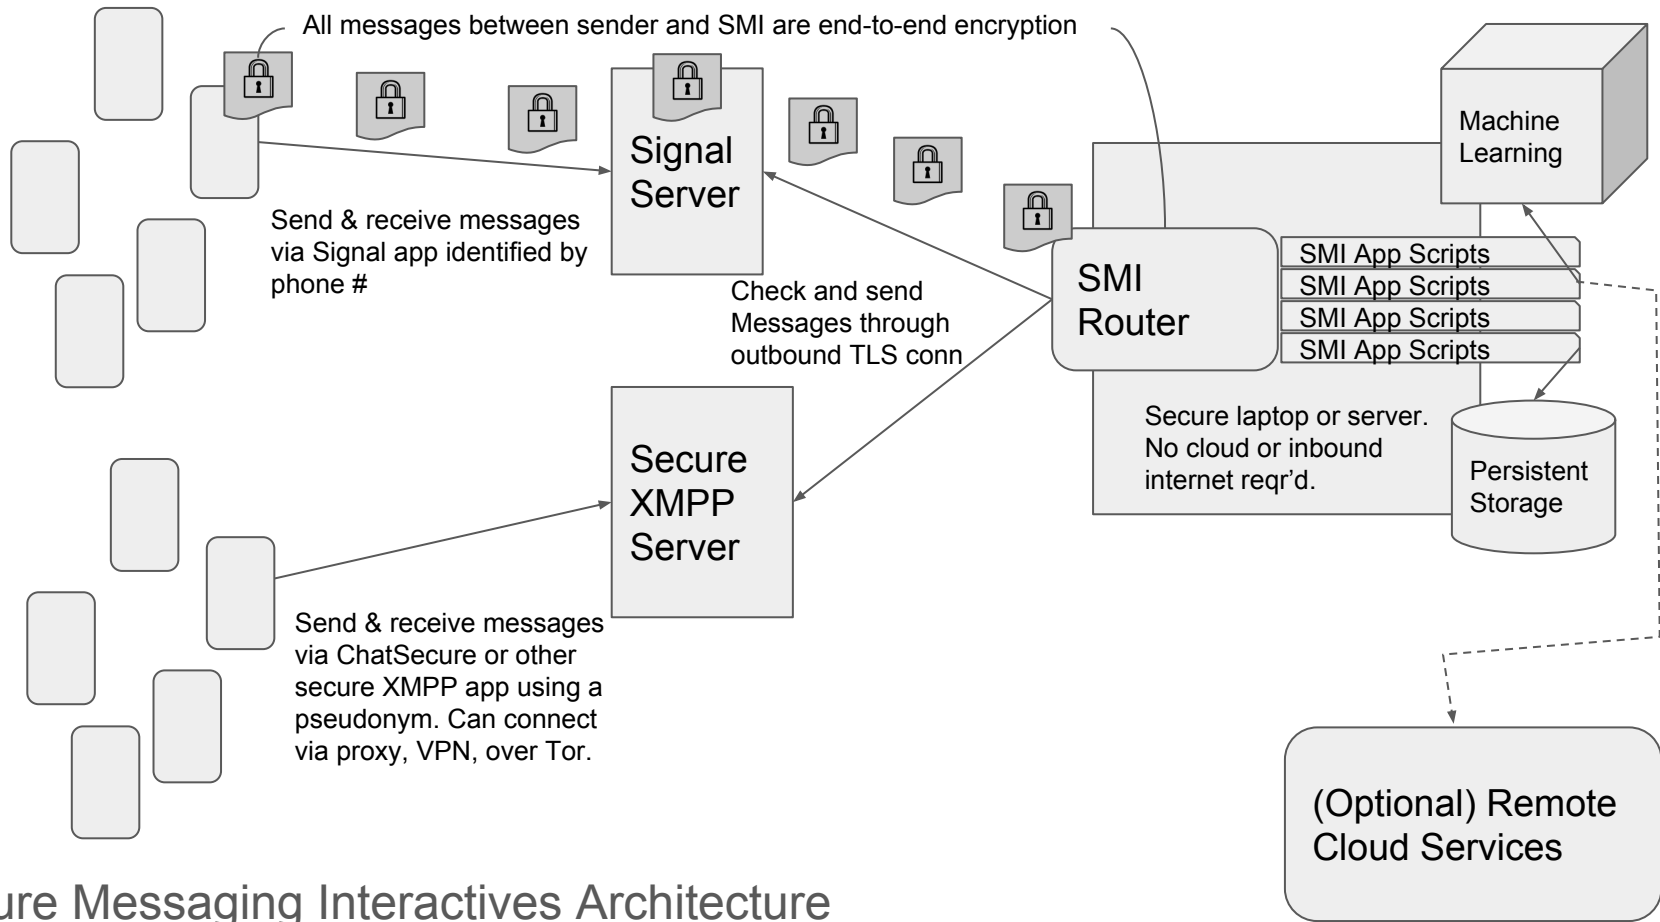 All messages between sender and SMI are end-to-end encryption
Signal
Server
Send & receive messages
via Signal app identified by
phone #
Check and send
Messages through
outbound TLS conn
SMI
Router
Machine
Learning
SMI App Scripts
SMI App Scripts
SMI App Scripts
SMI App Scripts
Secure laptop or server.
No cloud or inbound
internet reqr’d.
Persistent
Storage
Secure
XMPP
Server
Send & receive messages
via ChatSecure or other
secure XMPP app using a
pseudonym. Can connect
via proxy, VPN, over Tor.
(Optional) Remote
Cloud Services
ure Messaging Interactives Architecture